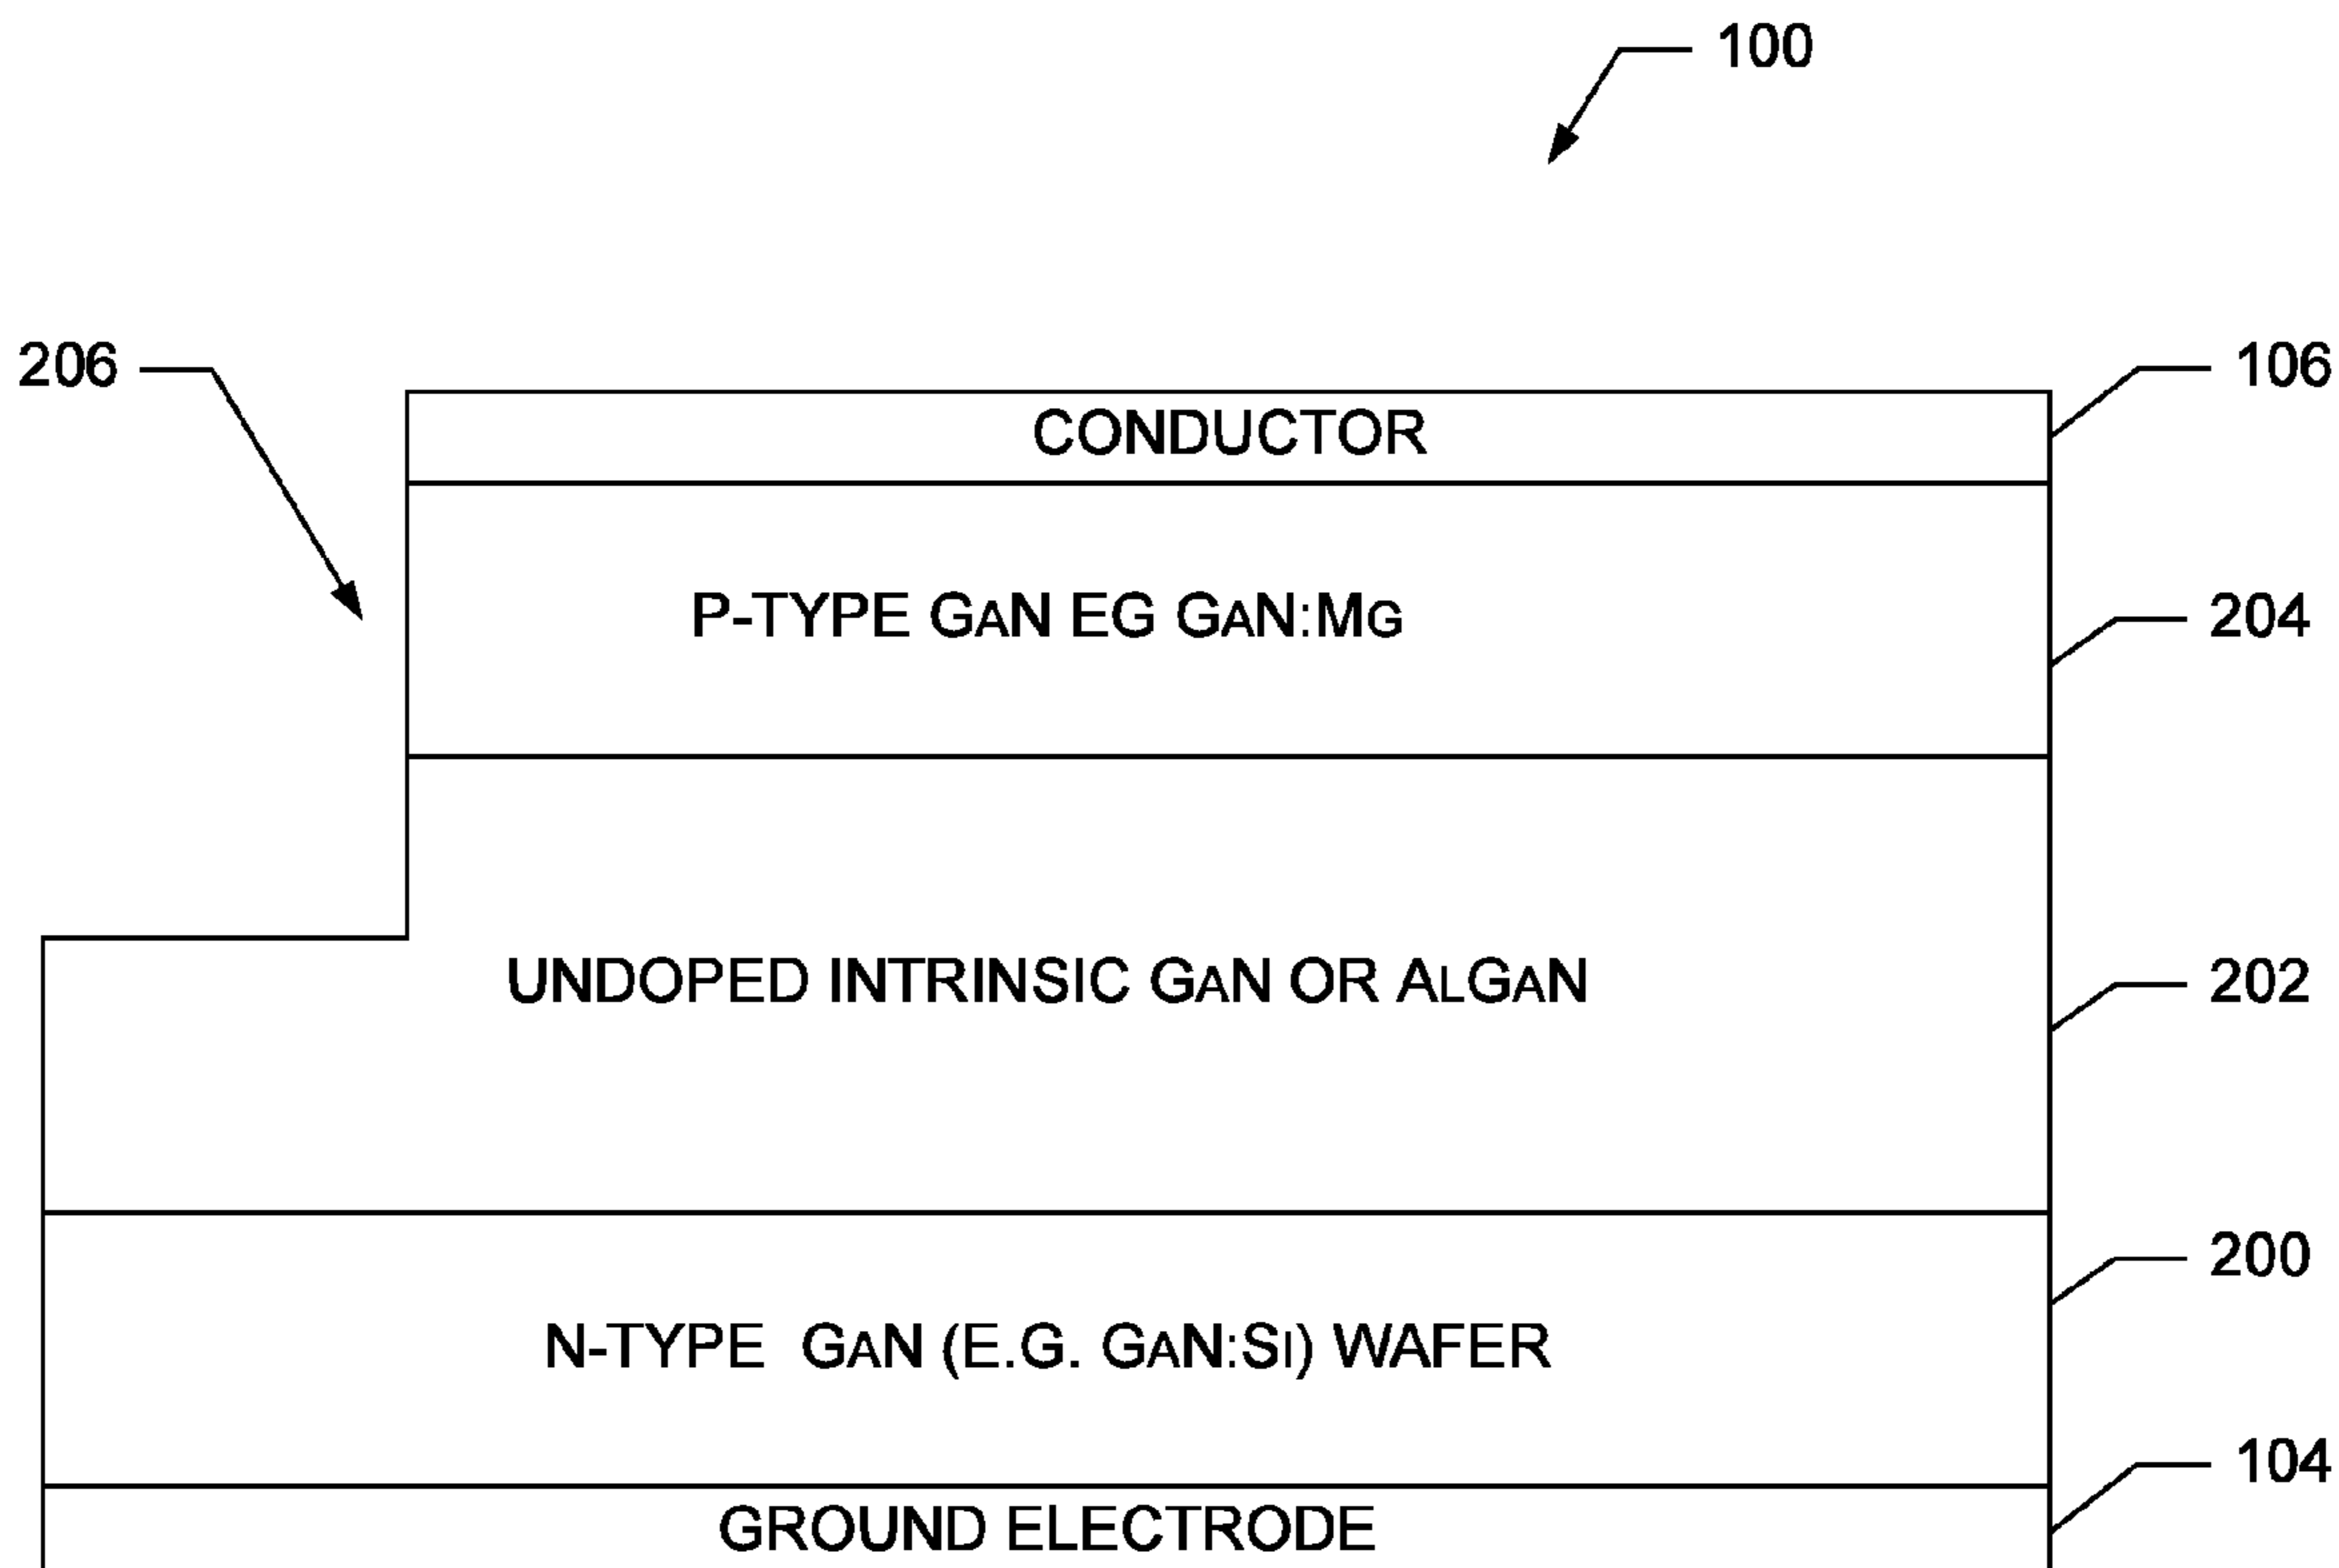 100
206
106
CONDUCTOR
P-TYPE GAN EG GAN:MG
204
UNDOPED INTRINSIC GAN OR ALGAN
202
200
N-TYPE GAN (E.G. GAN:SI) WAFER
104
GROUND ELECTRODE